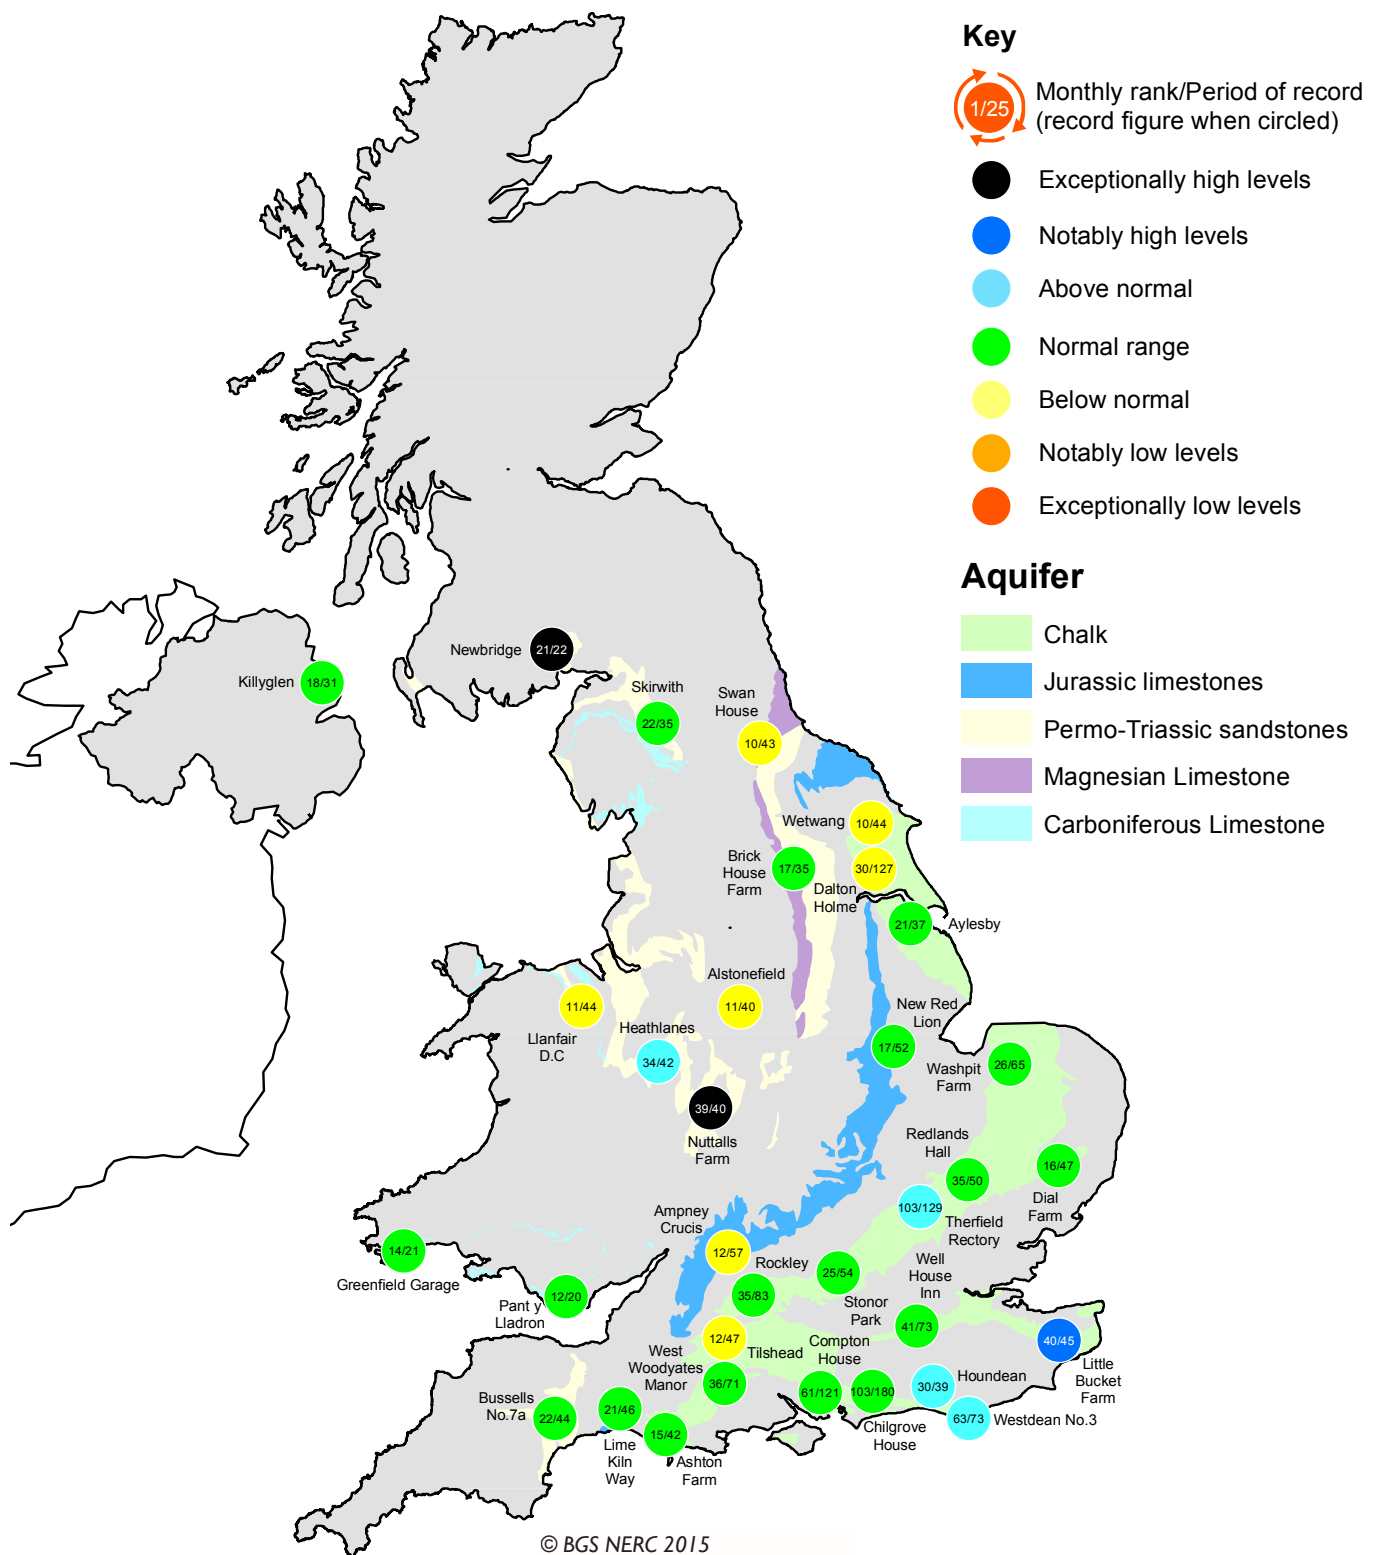 Key
1/25
Monthly rank/Period of record
(record figure when circled)
Exceptionally high levels
Notably high levels
Above normal
Normal range
Below normal
Notably low levels
Exceptionally low levels
Aquifer
Chalk
Jurassic limestones
Permo-Triassic sandstones
Magnesian Limestone
Carboniferous Limestone
Newbridge
21/22
Killyglen
18/31
Skirwith
22/35
Swan
House
10/43
Wetwang
10/44
Brick
House
Farm
17/35
30/127
Dalton
Holme
21/37
Aylesby
Alstonefield
11/40
11/44
Llanfair
D.C
Heathlanes
34/42
New Red
Lion
17/52
26/65
Washpit
Farm
39/40
Nuttalls
Farm
Redlands
Hall
35/50
16/47
Dial
Farm
103/129
Therfield
Rectory
Ampney
Crucis
12/57
14/21
Greenfield Garage
Rockley
35/83
25/54
Stonor
Park
Well
House
Inn
41/73
12/20
Pant y
Lladron
12/47
Tilshead
West
Woodyates
Manor
36/71
Compton
House
61/121
103/180
Chilgrove
House
30/39
Houndean
40/45
Little
Bucket
Farm
63/73
Westdean No.3
Bussells
No.7a
22/44
21/46
Lime
Kiln
Way
15/42
Ashton
Farm
© BGS NERC 2015